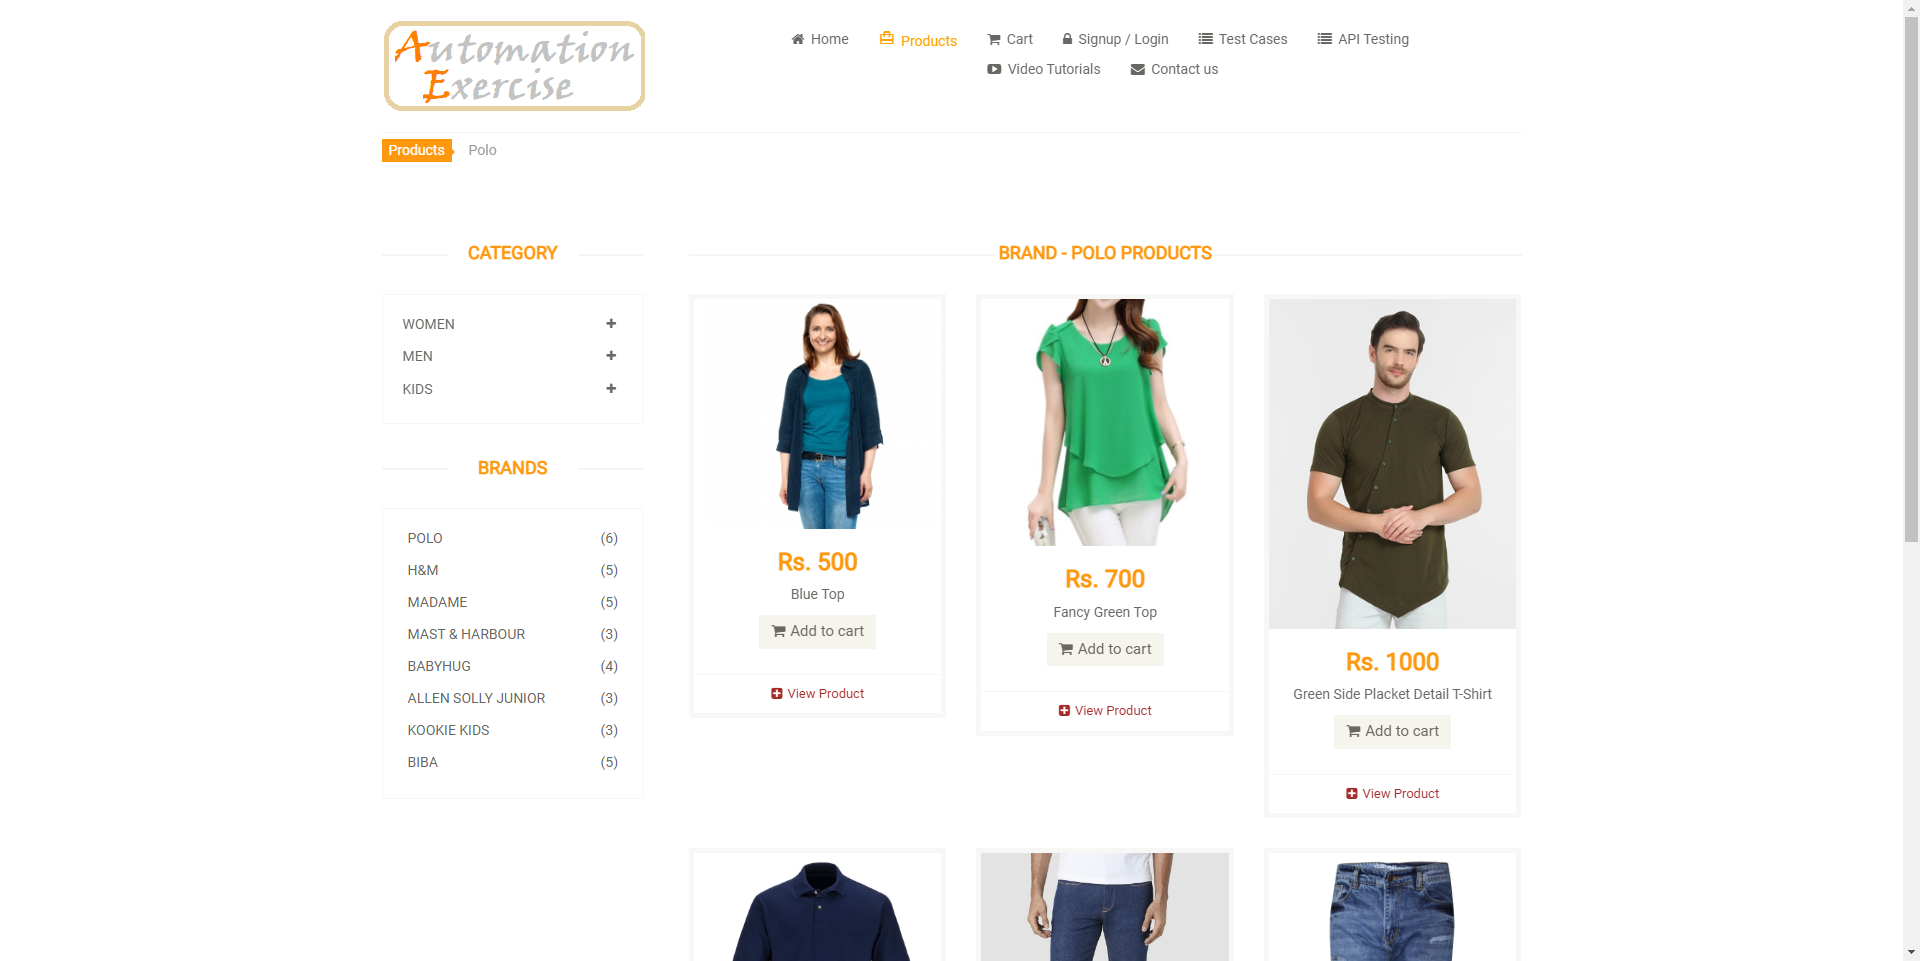 Automation
Exercise
Home
Products
Cart
Signup / Login
Test Cases
API Testing
Video Tutorials
Contact us
Products
Polo
CATEGORY
WOMEN
MEN
KIDS
BRANDS
POLO (6)
H&M (5)
MADAME (5)
MAST & HARBOUR (3)
BABYHUG (4)
ALLEN SOLLY JUNIOR (3)
KOOKIE KIDS (3)
BIBA (5)
BRAND - POLO PRODUCTS
Rs. 500
Blue Top
Add to cart
View Product
Rs. 700
Fancy Green Top
Add to cart
View Product
Rs. 1000
Green Side Placket Detail T-Shirt
Add to cart
View Product